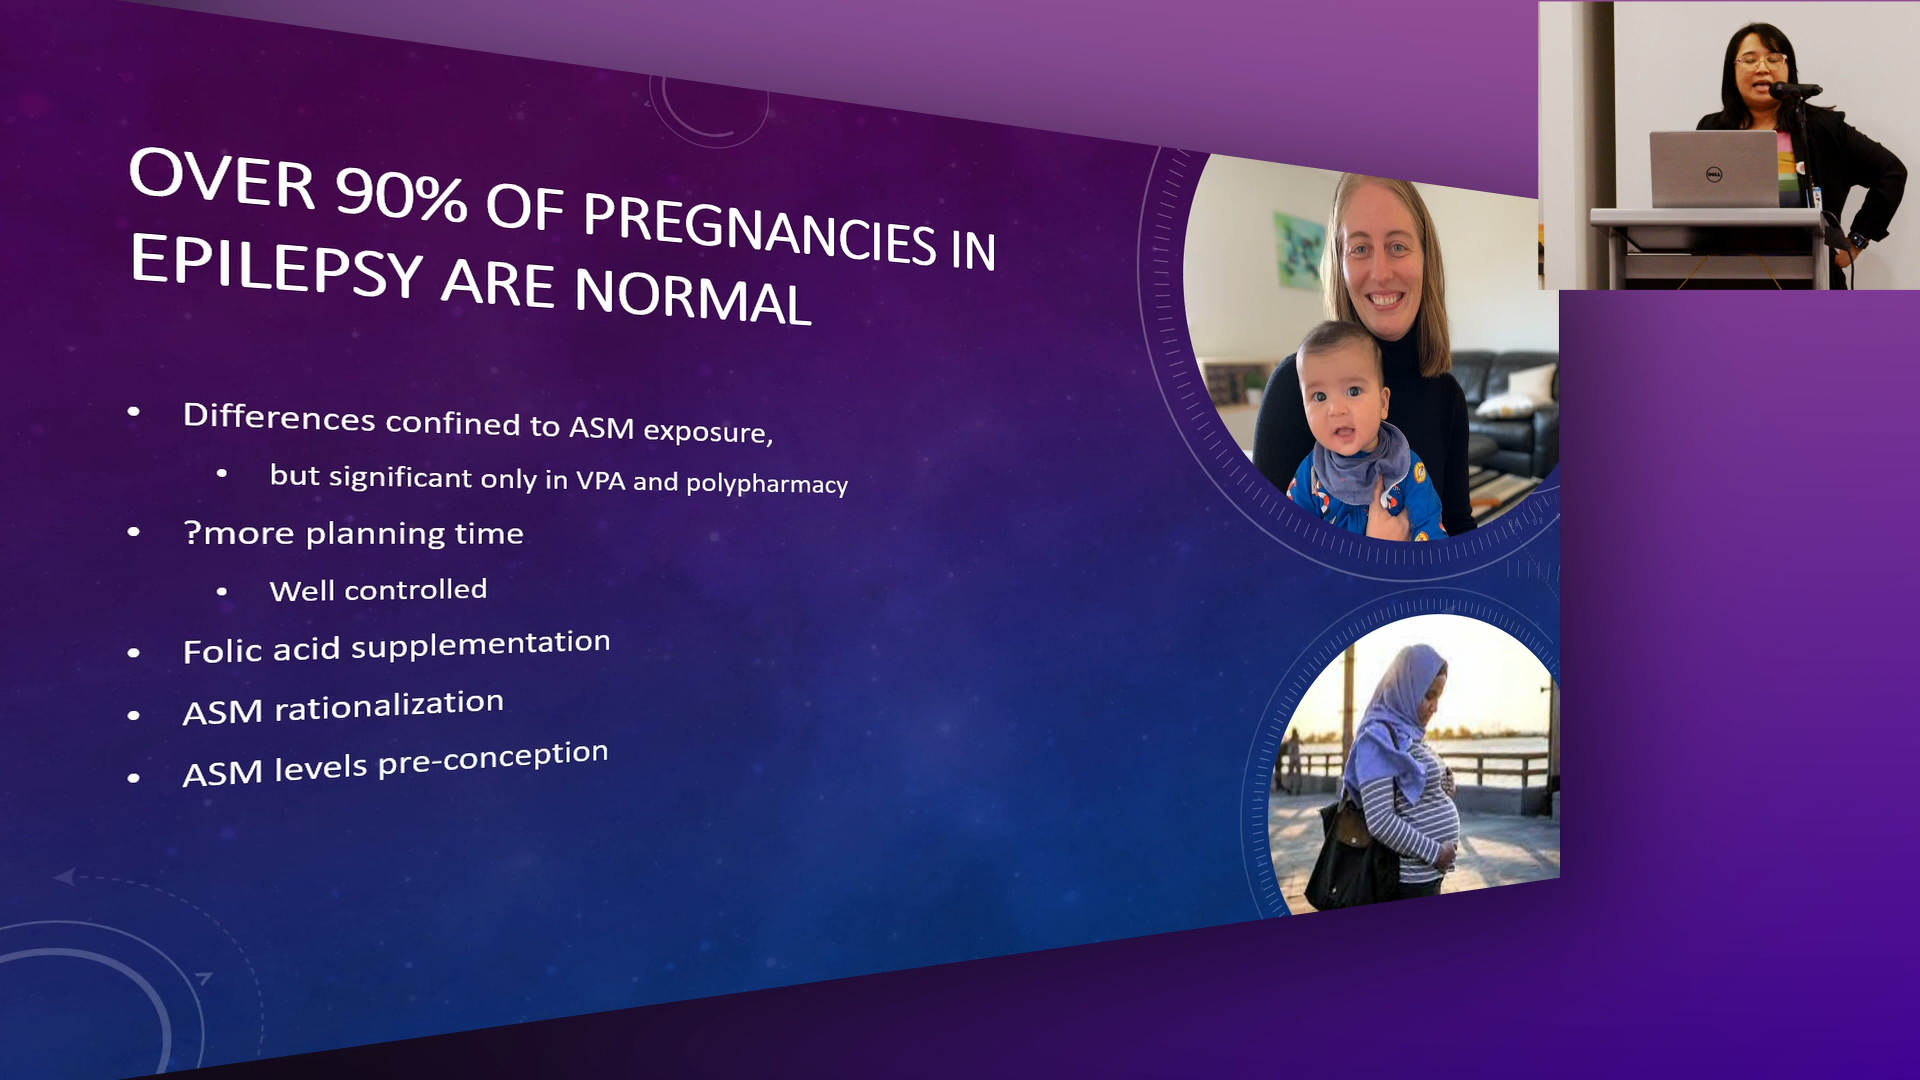 OVER 90% OF PREGNANCIES IN
EPILEPSY ARE NORMAL
• Differences confined to ASM exposure,
• but significant only in VPA and polypharmacy
• ?more planning time
• Well controlled
• Folic acid supplementation
• ASM rationalization
• ASM levels pre-conception
DELL